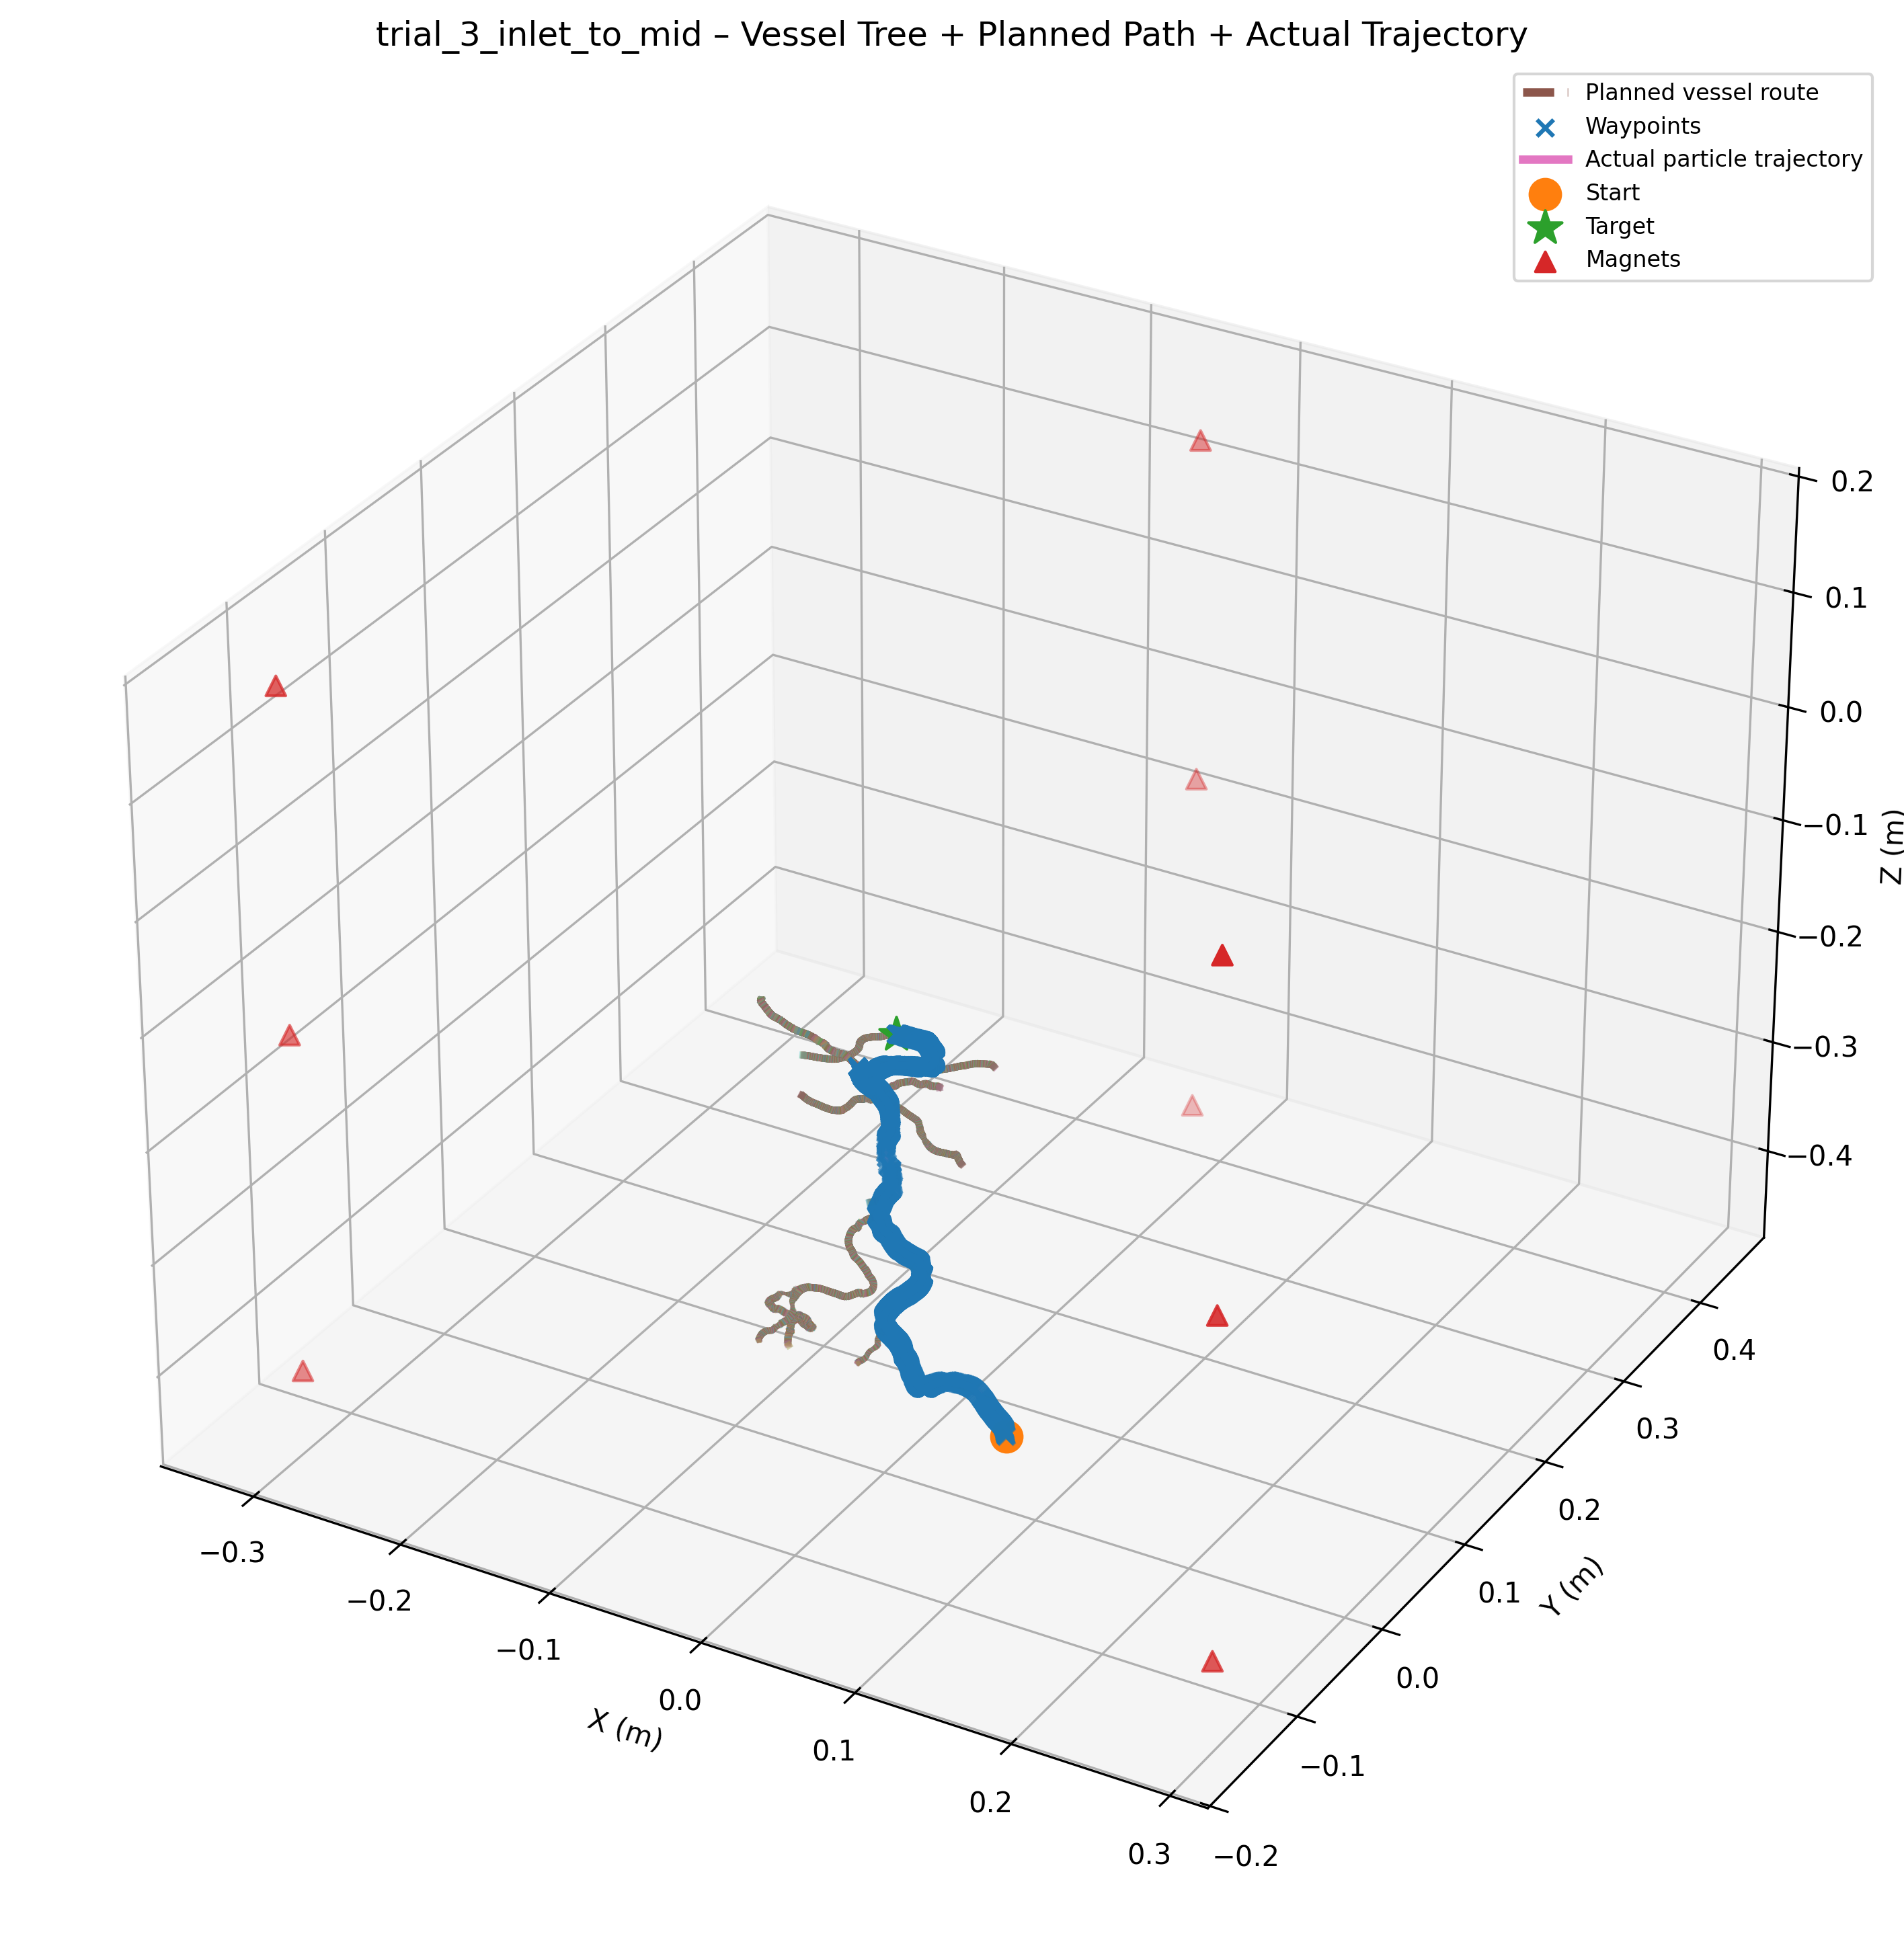 trial_3_inlet_to_mid – Vessel Tree + Planned Path + Actual Trajectory
Planned vessel route
Waypoints
Actual particle trajectory
Start
Target
Magnets
0.2
0.1
0.0
−0.1
−0.2
−0.3
−0.4
Z (m)
0.4
0.3
0.2
0.1
0.0
−0.1
−0.2
Y (m)
−0.3
−0.2
−0.1
0.0
0.1
0.2
0.3
X (m)